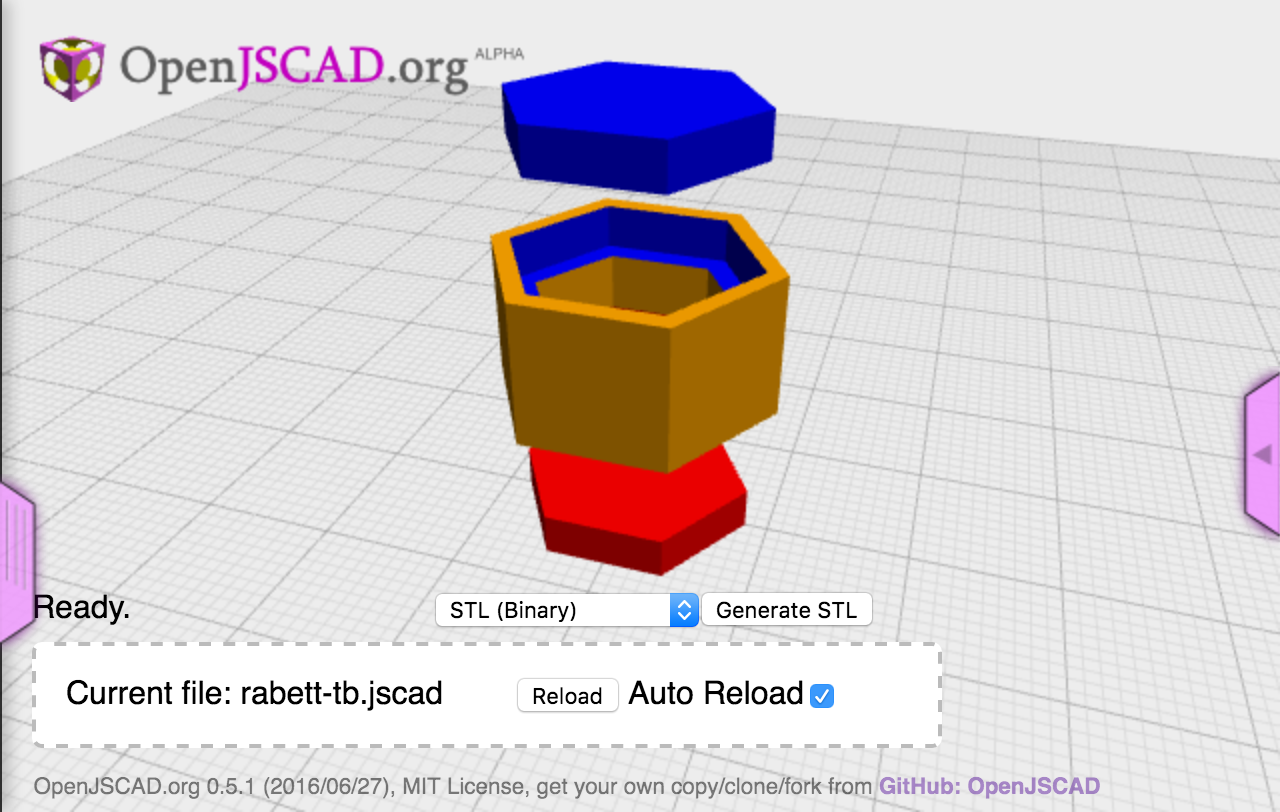 OpenJSCAD.org ALPHA
Ready.
STL (Binary) Generate STL
Current file: rabett-tb.jscad Reload Auto Reload
OpenJSCAD.org 0.5.1 (2016/06/27), MIT License, get your own copy/clone/fork from GitHub: OpenJSCAD